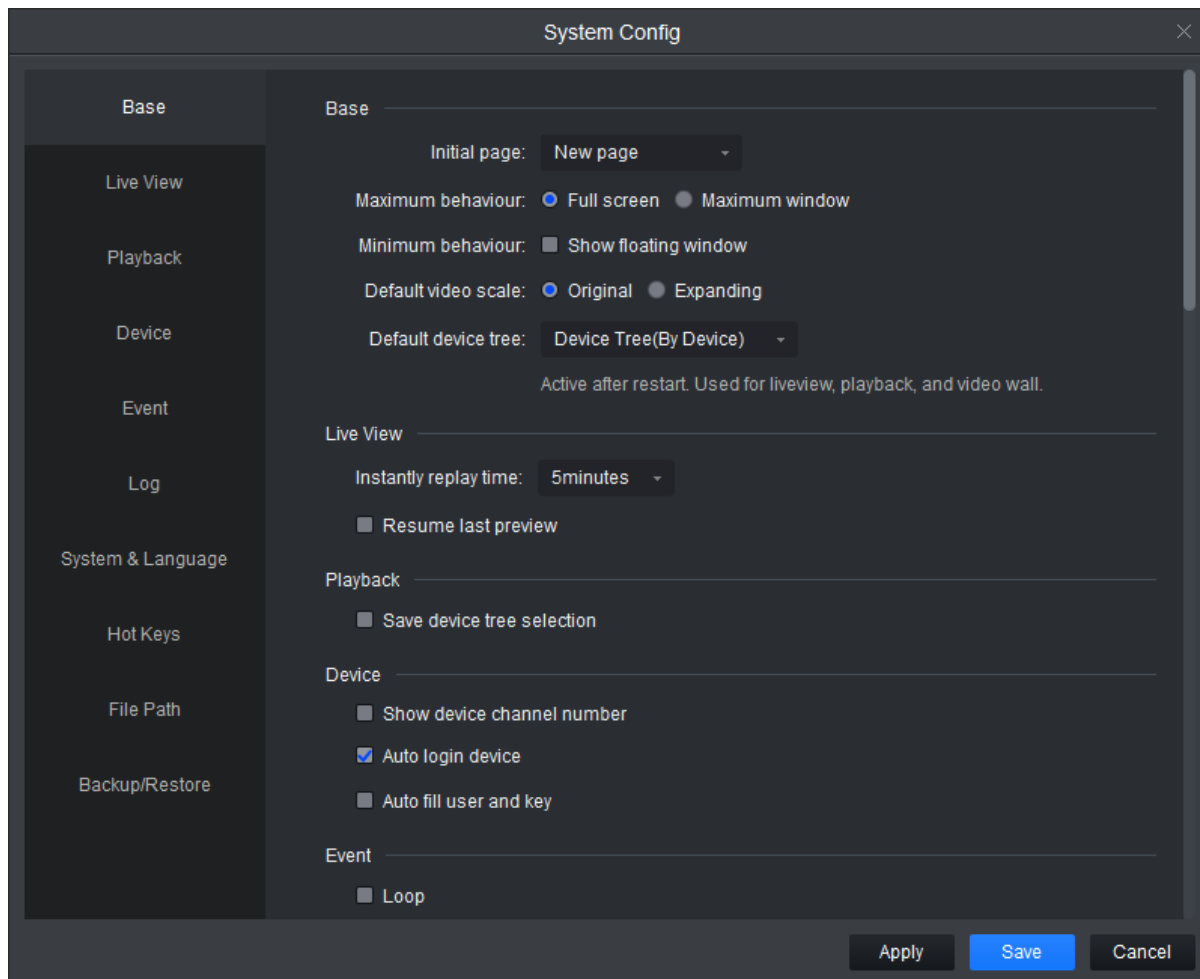 System Config
Base
Live View
Playback
Device
Event
Log
System & Language
Hot Keys
File Path
Backup/Restore
Base
Initial page: New page
Maximum behaviour: Full screen Maximum window
Minimum behaviour: Show floating window
Default video scale: Original Expanding
Default device tree: Device Tree(By Device)
Active after restart. Used for liveview, playback, and video wall.
Live View
Instantly replay time: 5minutes
Resume last preview
Playback
Save device tree selection
Device
Show device channel number
Auto login device
Auto fill user and key
Event
Loop
Apply Save Cancel